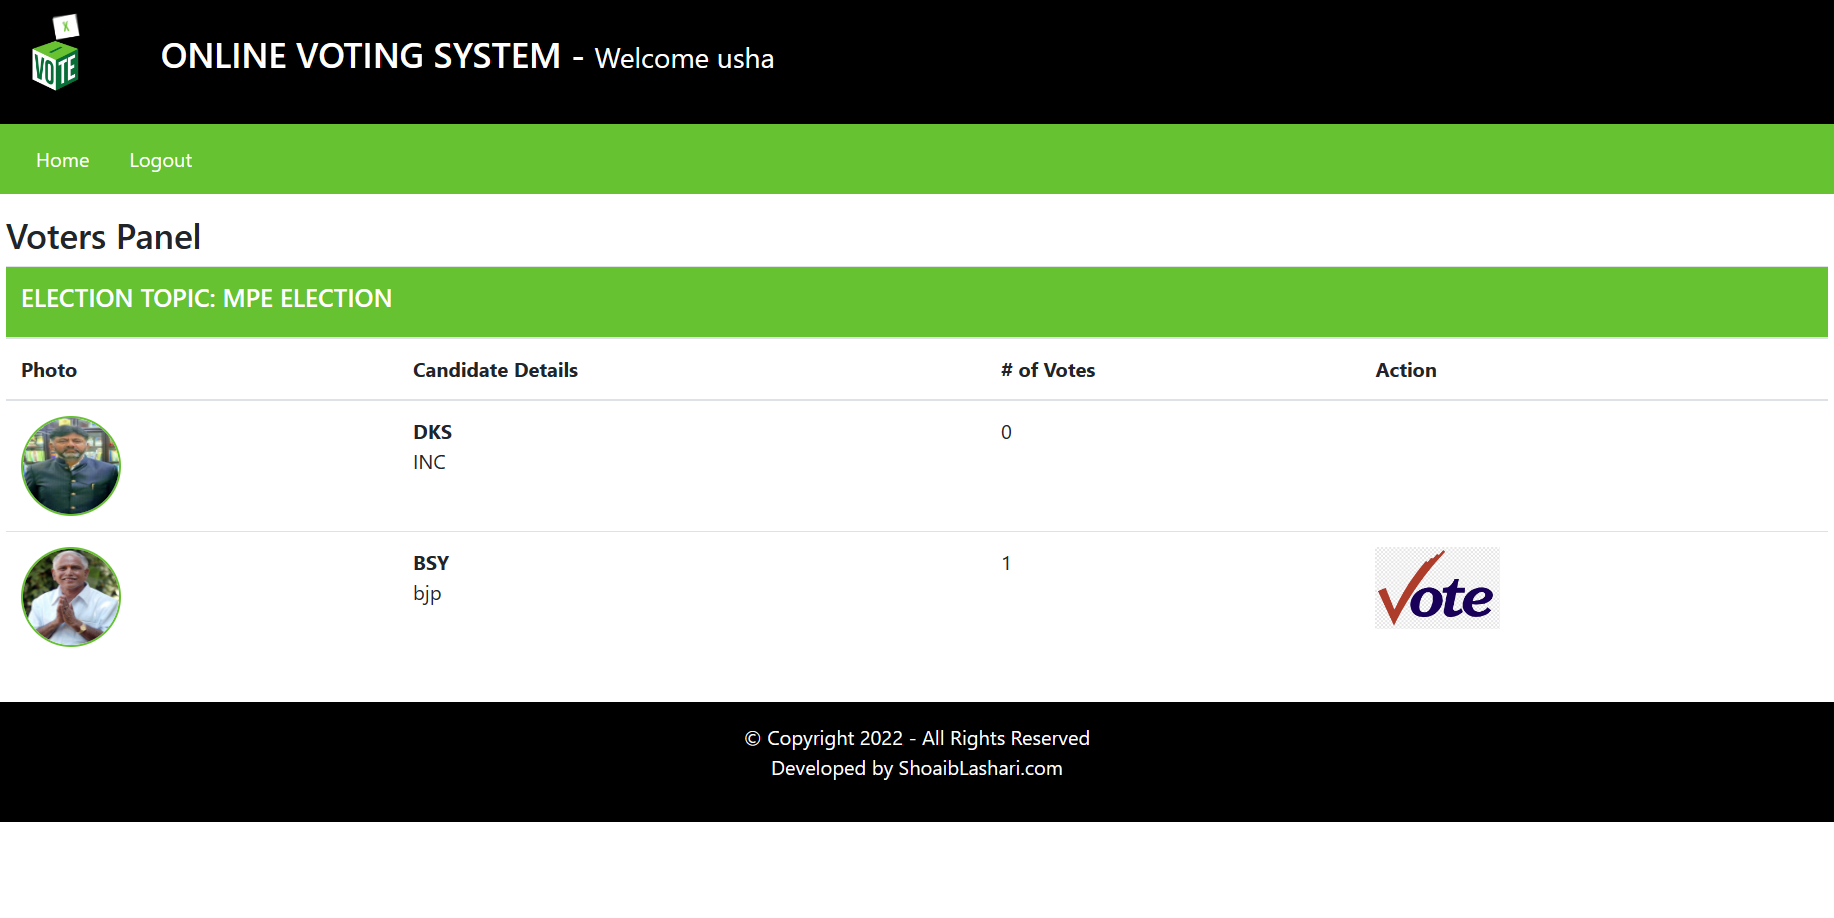 X
VOTE
ONLINE VOTING SYSTEM - Welcome usha
Home Logout
Voters Panel
ELECTION TOPIC: MPE ELECTION
Photo Candidate Details # of Votes Action
DKS 0
INC
BSY 1
bjp
Vote
© Copyright 2022 - All Rights Reserved
Developed by ShoaibLashari.com